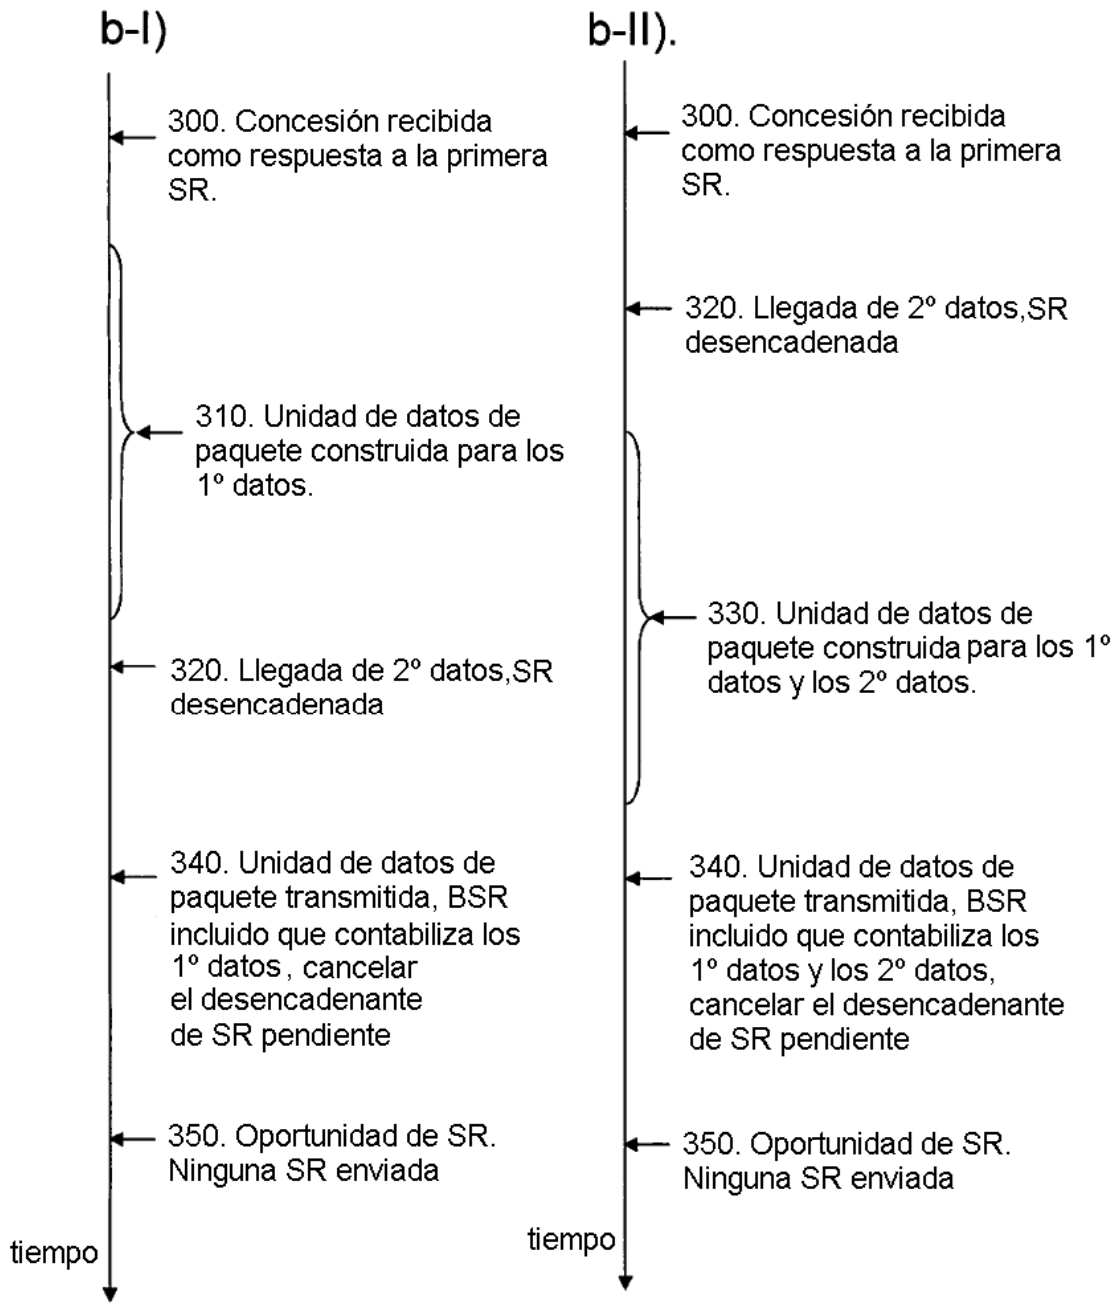 b-I)
300. Concesión recibida
como respuesta a la primera
SR.
310. Unidad de datos de
paquete construida para los
1º datos.
320. Llegada de 2º datos,SR
desencadenada
340. Unidad de datos de
paquete transmitida, BSR
incluido que contabiliza los
1º datos, cancelar
el desencadenante
de SR pendiente
350. Oportunidad de SR.
Ninguna SR enviada
tiempo
b-II).
300. Concesión recibida
como respuesta a la primera
SR.
320. Llegada de 2º datos,SR
desencadenada
330. Unidad de datos de
paquete construida para los 1º
datos y los 2º datos.
340. Unidad de datos de
paquete transmitida, BSR
incluido que contabiliza los
1º datos y los 2º datos,
cancelar el desencadenante
de SR pendiente
350. Oportunidad de SR.
Ninguna SR enviada
tiempo